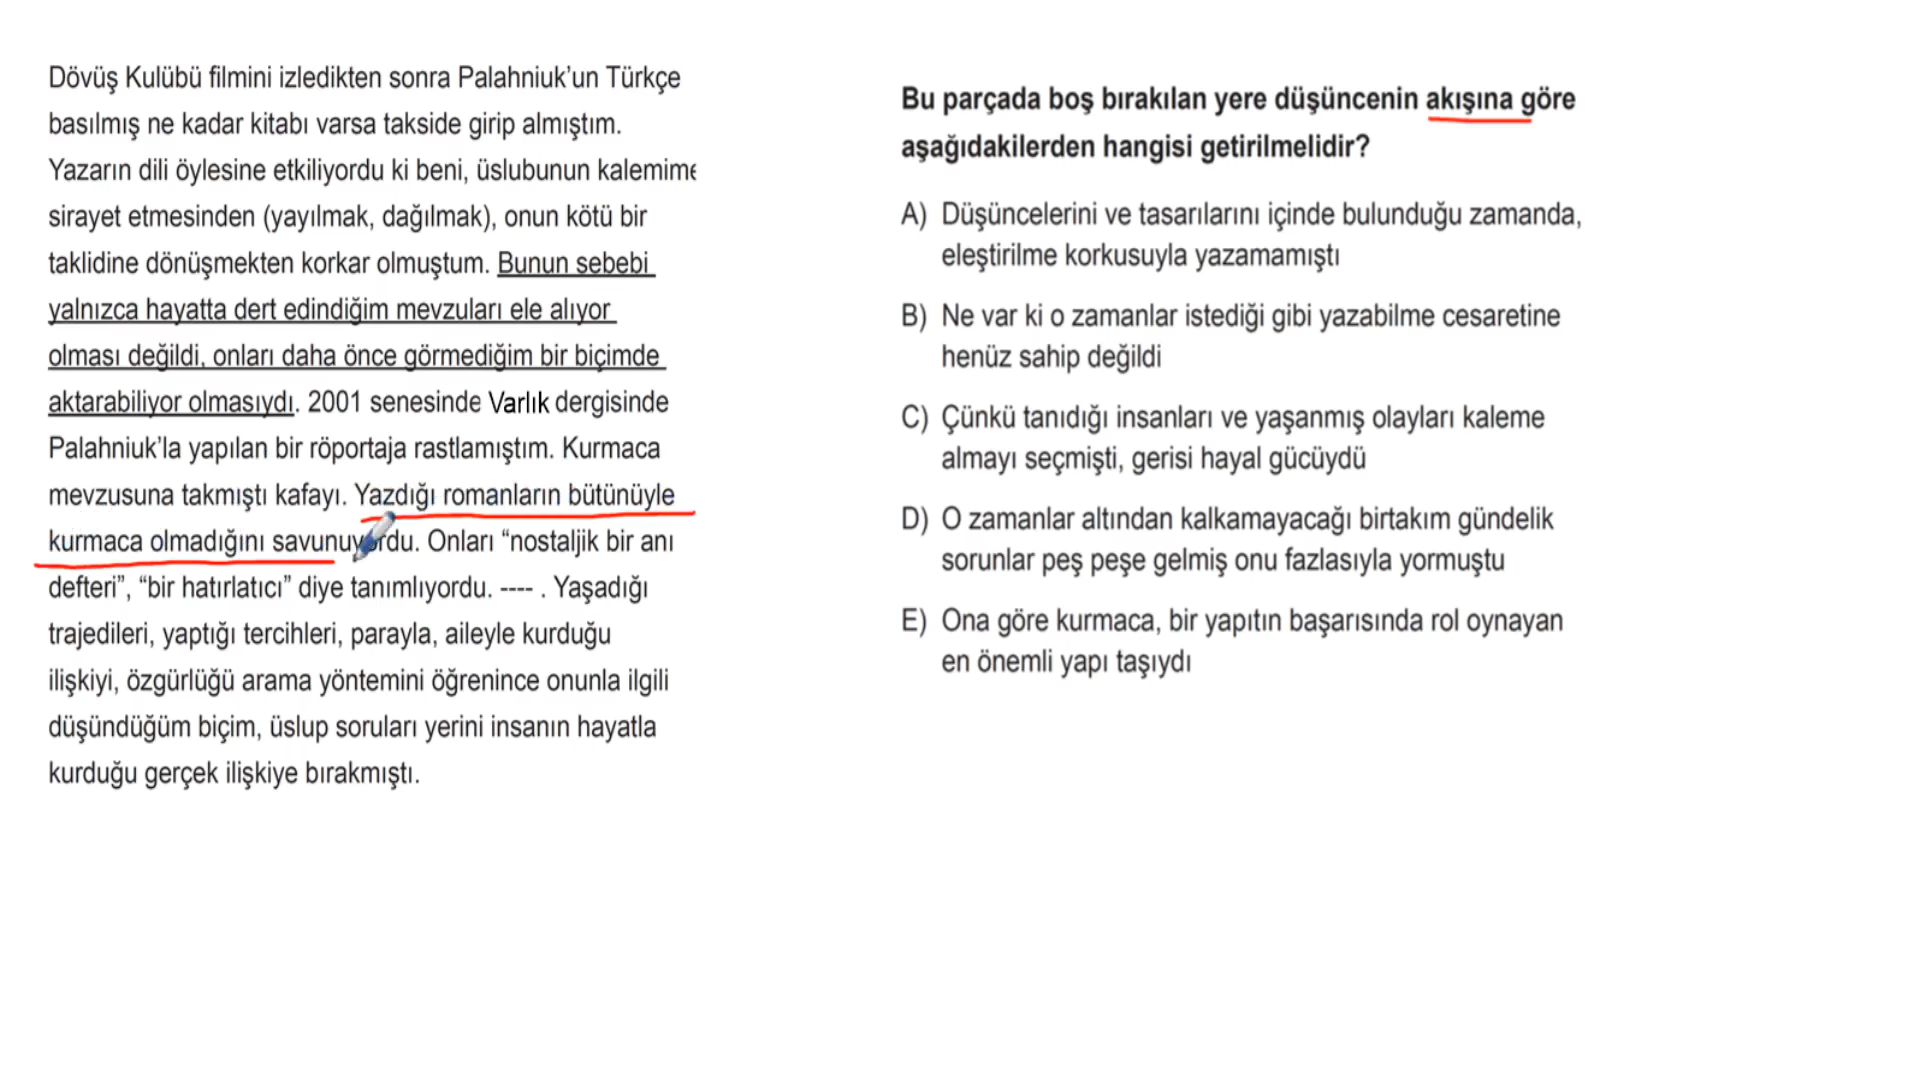 Dövüş Kulübü filmini izledikten sonra Palahniuk’un Türkçe
basılmış ne kadar kitabı varsa takside girip almıştım.
Yazarın dili öylesine etkiliyordu ki beni, üslubunun kalemime
sirayet etmesinden (yayılmak, dağılmak), onun kötü bir
taklidine dönüşmekten korkar olmuştum. Bunun sebebi
yalnızca hayatta dert edindiğim mevzuları ele alıyor
olması değildi, onları daha önce görmediğim bir biçimde
aktarabiliyor olmasıydı. 2001 senesinde Varlık dergisinde
Palahniuk’la yapılan bir röportaja rastlamıştım. Kurmaca
mevzusuna takmıştı kafayı. Yazdığı romanların bütünüyle
kurmaca olmadığını savunuyordu. Onları “nostaljik bir anı
defteri”, “bir hatırlatıcı” diye tanımlıyordu. ---- . Yaşadığı
trajedileri, yaptığı tercihleri, parayla, aileyle kurduğu
ilişkiyi, özgürlüğü arama yöntemini öğrenince onunla ilgili
düşündüğüm biçim, üslup soruları yerini insanın hayatla
kurduğu gerçek ilişkiye bırakmıştı.
Bu parçada boş bırakılan yere düşüncenin akışına göre
aşağıdakilerden hangisi getirilmelidir?
A) Düşüncelerini ve tasarılarını içinde bulunduğu zamanda,
eleştirilme korkusuyla yazamamıştı
B) Ne var ki o zamanlar istediği gibi yazabilme cesaretine
henüz sahip değildi
C) Çünkü tanıdığı insanları ve yaşanmış olayları kaleme
almayı seçmişti, gerisi hayal gücüydü
D) O zamanlar altından kalkamayacağı birtakım gündelik
sorunlar peş peşe gelmiş onu fazlasıyla yormuştu
E) Ona göre kurmaca, bir yapıtın başarısında rol oynayan
en önemli yapı taşıydı